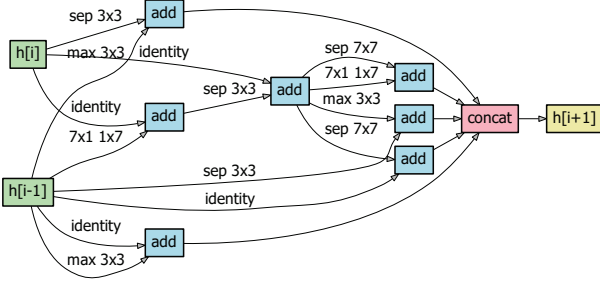 sep 3x3
add
h[i]
max 3x3
identity
sep 7x7
7x1 1x7
add
identity
sep 3x3
add
max 3x3
add
7x1 1x7
add
concat
h[i+1]
sep 7x7
add
sep 3x3
h[i-1]
identity
identity
add
max 3x3